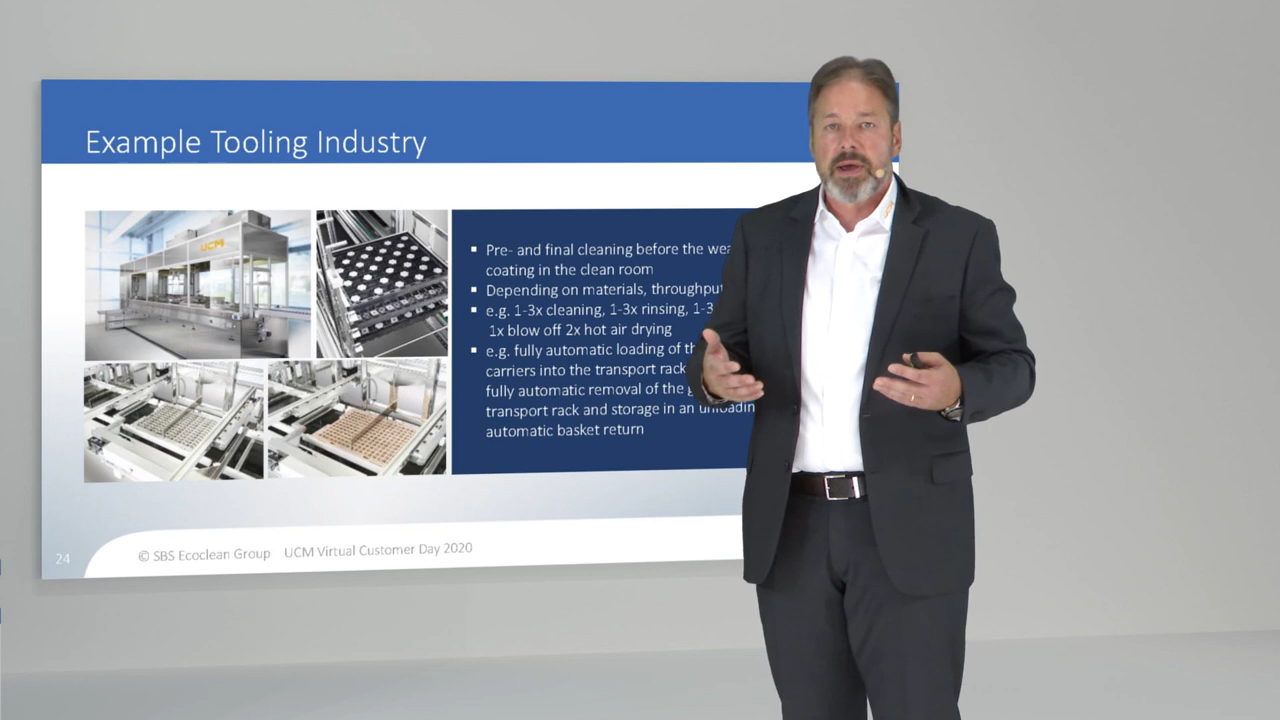 Example Tooling Industry
UCM
Pre- and final cleaning before the
coating in the clean room
Depending on materials, throughput
e.g. 1-3x cleaning, 1-3x rinsing, 1-3
1x blow off 2x hot air drying
e.g. fully automatic loading of
carriers into the transport rack
fully automatic removal of the
transport rack and storage in an
automatic basket return
24
© SBS Ecoclean Group UCM Virtual Customer Day 2020